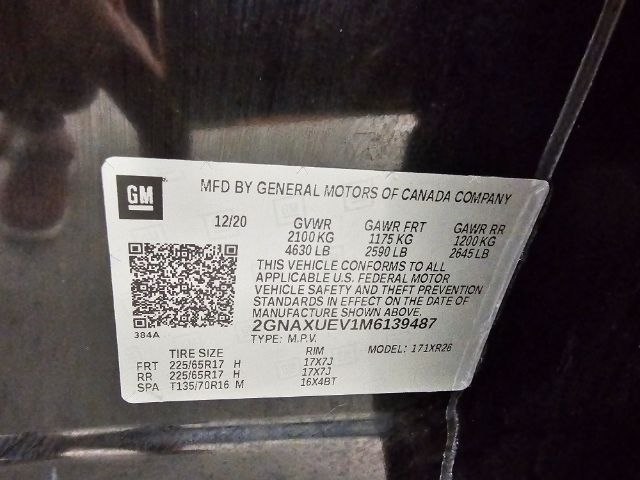 GM
MFD BY GENERAL MOTORS OF CANADA COMPANY
12/20 GVWR GAWR FRT GAWR RR
2100 KG 1175 KG 1200 KG
4630 LB 2590 LB 2645 LB
THIS VEHICLE CONFORMS TO ALL
APPLICABLE U.S. FEDERAL MOTOR
VEHICLE SAFETY AND THEFT PREVENTION
STANDARDS IN EFFECT ON THE DATE OF
MANUFACTURE SHOWN ABOVE.
2GNAXUEV1M6139487
384A
TYPE: M.P.V. MODEL: 171XR26
TIRE SIZE RIM
FRT 225/65R17 H 17X7J
RR 225/65R17 H 17X7J
SPA T135/70R16 M 16X4BT